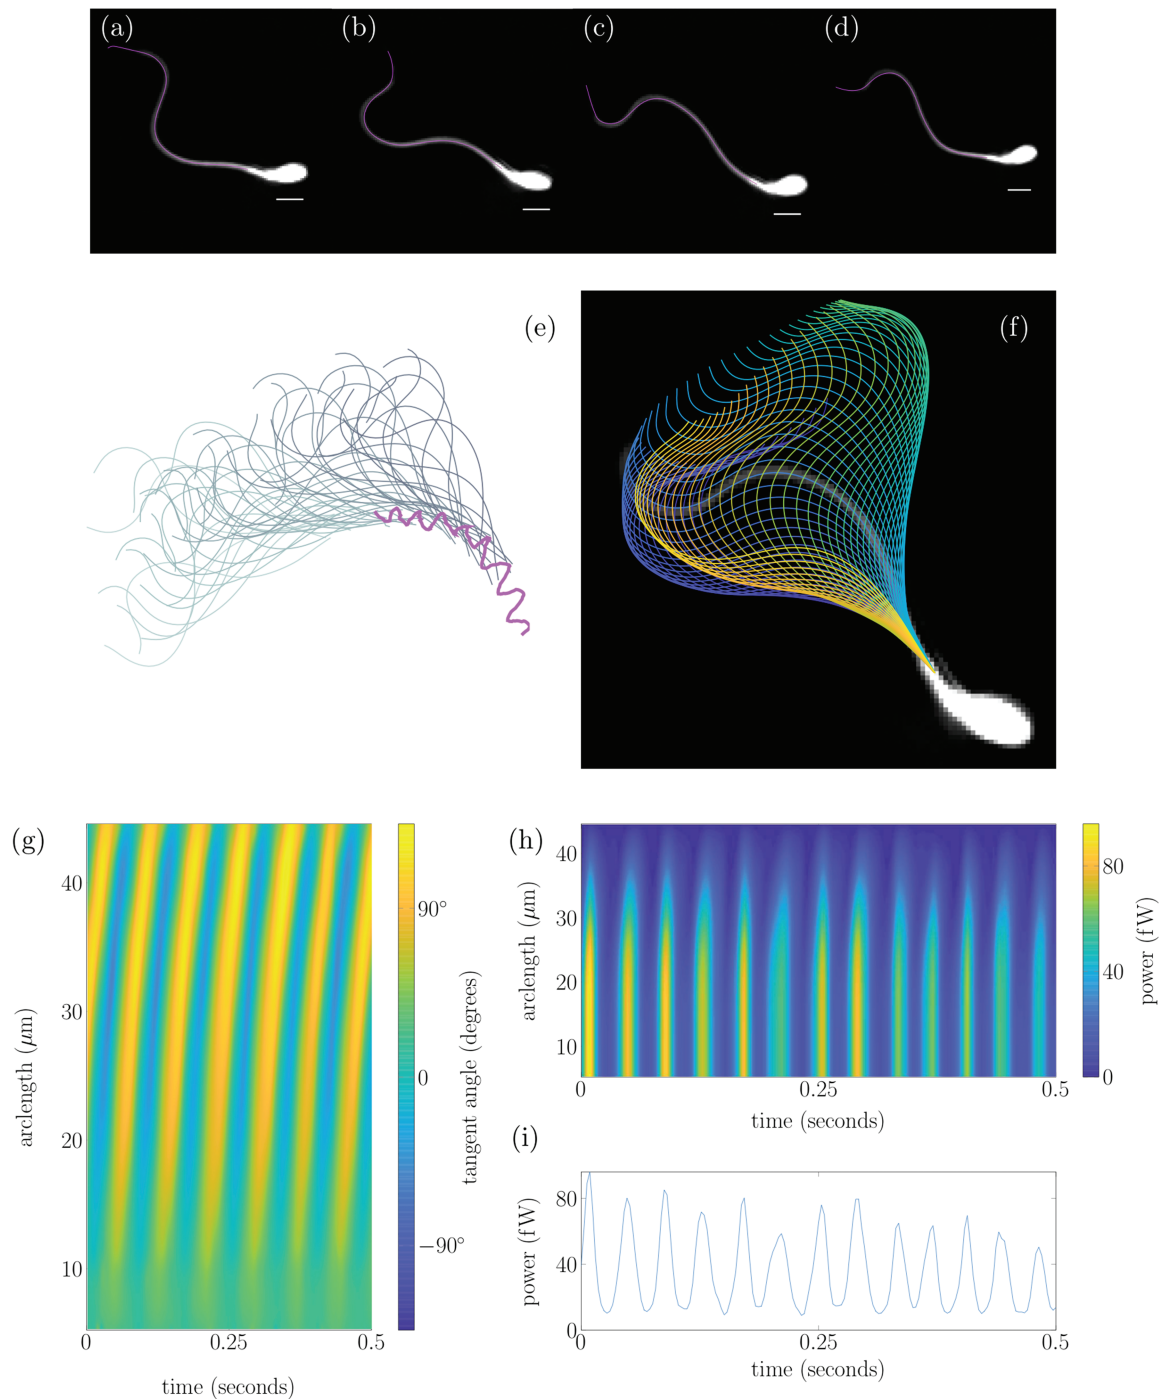 (a)
(b)
(c)
(d)
(e)
(f)
(g)
40
30
20
10
0
0.25
0.5
time (seconds)
arclength (μm)
90°
0
−90°
tangent angle (degrees)
(h)
40
30
20
10
0
0.25
0.5
time (seconds)
arclength (μm)
80
40
0
power (fW)
(i)
80
40
0
0
0.25
0.5
time (seconds)
power (fW)